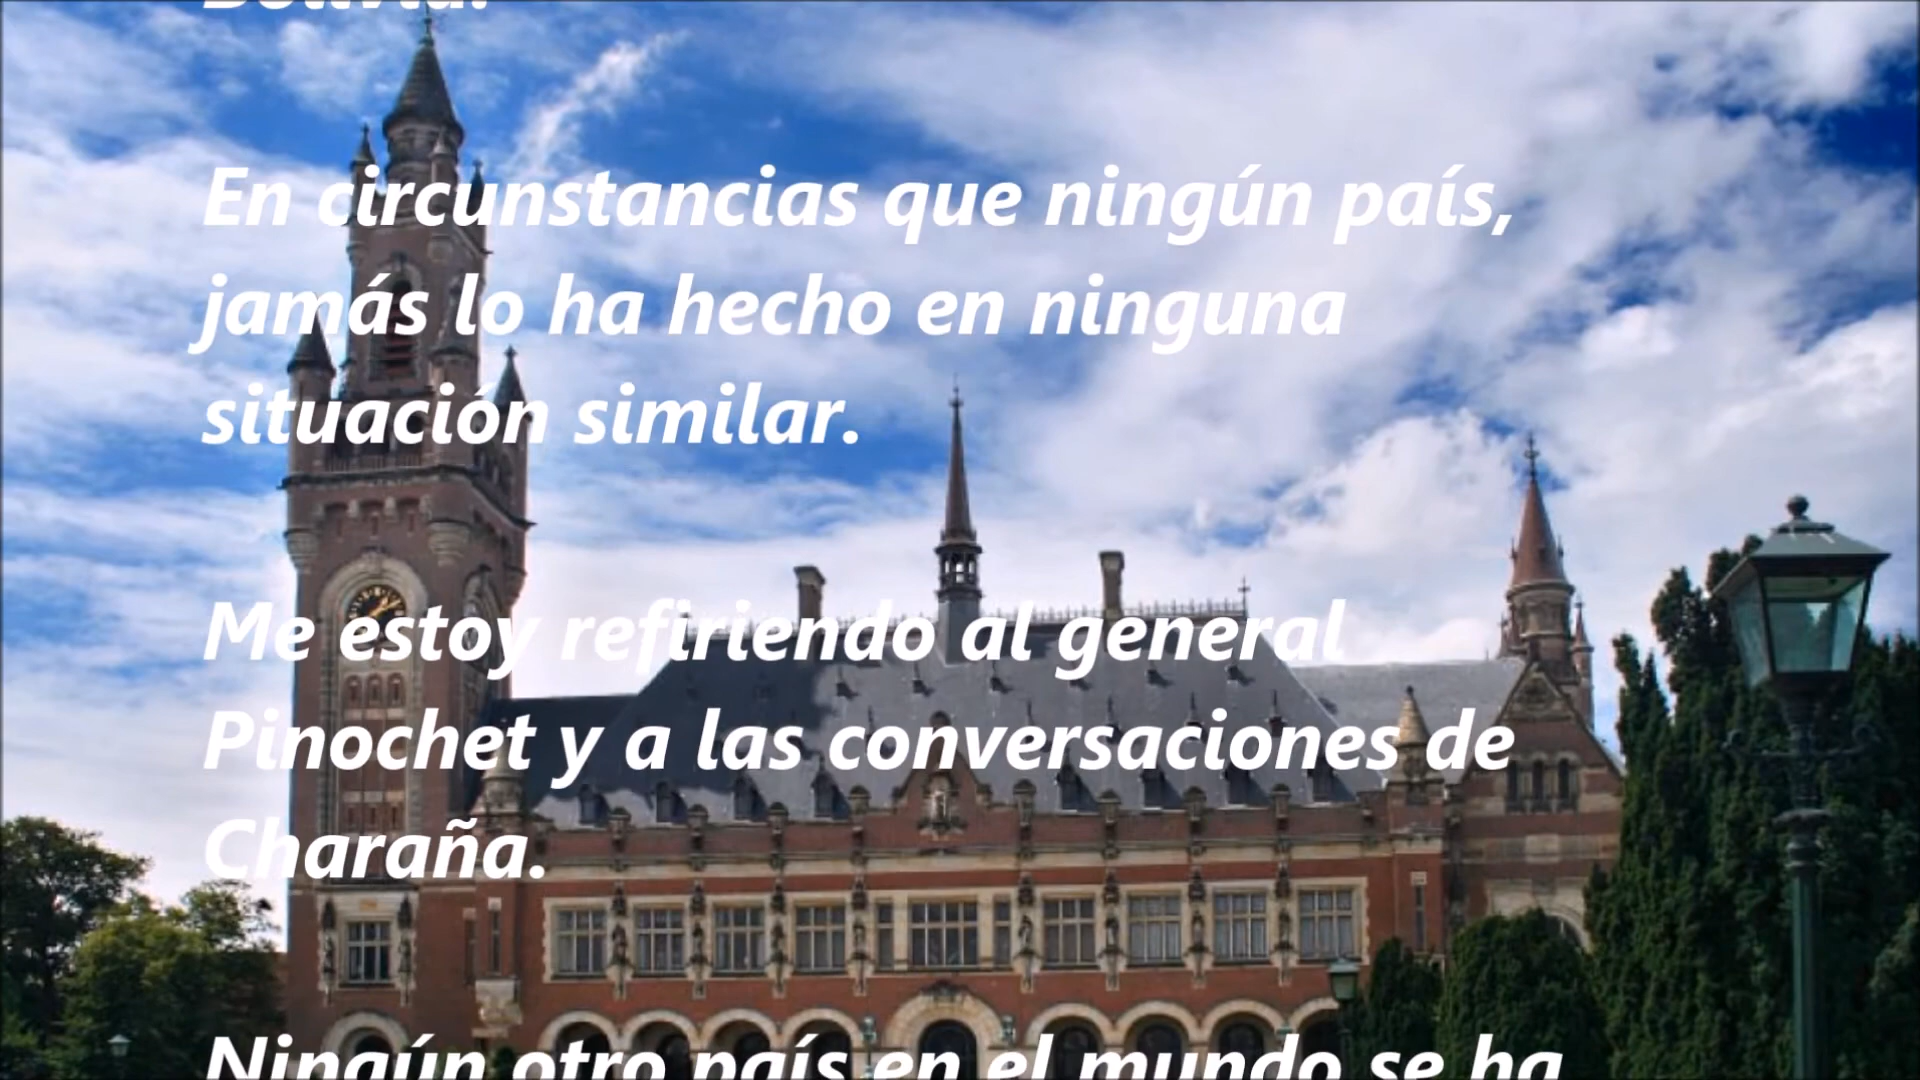 Bolivia.
En circunstancias que ningún país,
jamás lo ha hecho en ninguna
situación similar.
Me estoy refiriendo al general
Pinochet y a las conversaciones de
Charaña.
Ningún otro país en el mundo se ha